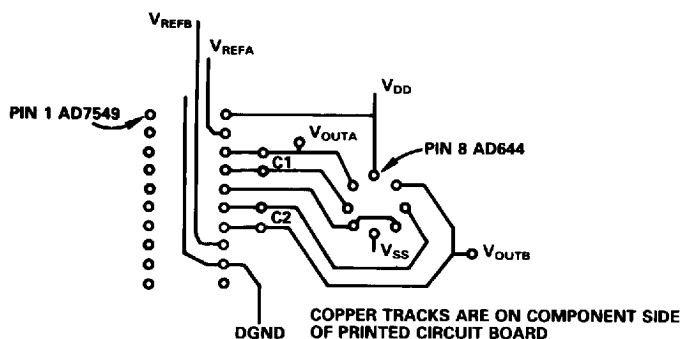 VREFB
VREFA
VDD
PIN 1 AD7549
VOUTA
PIN 8 AD644
C1
C2
VSS
VOUTB
DGND
COPPER TRACKS ARE ON COMPONENT SIDE
OF PRINTED CIRCUIT BOARD